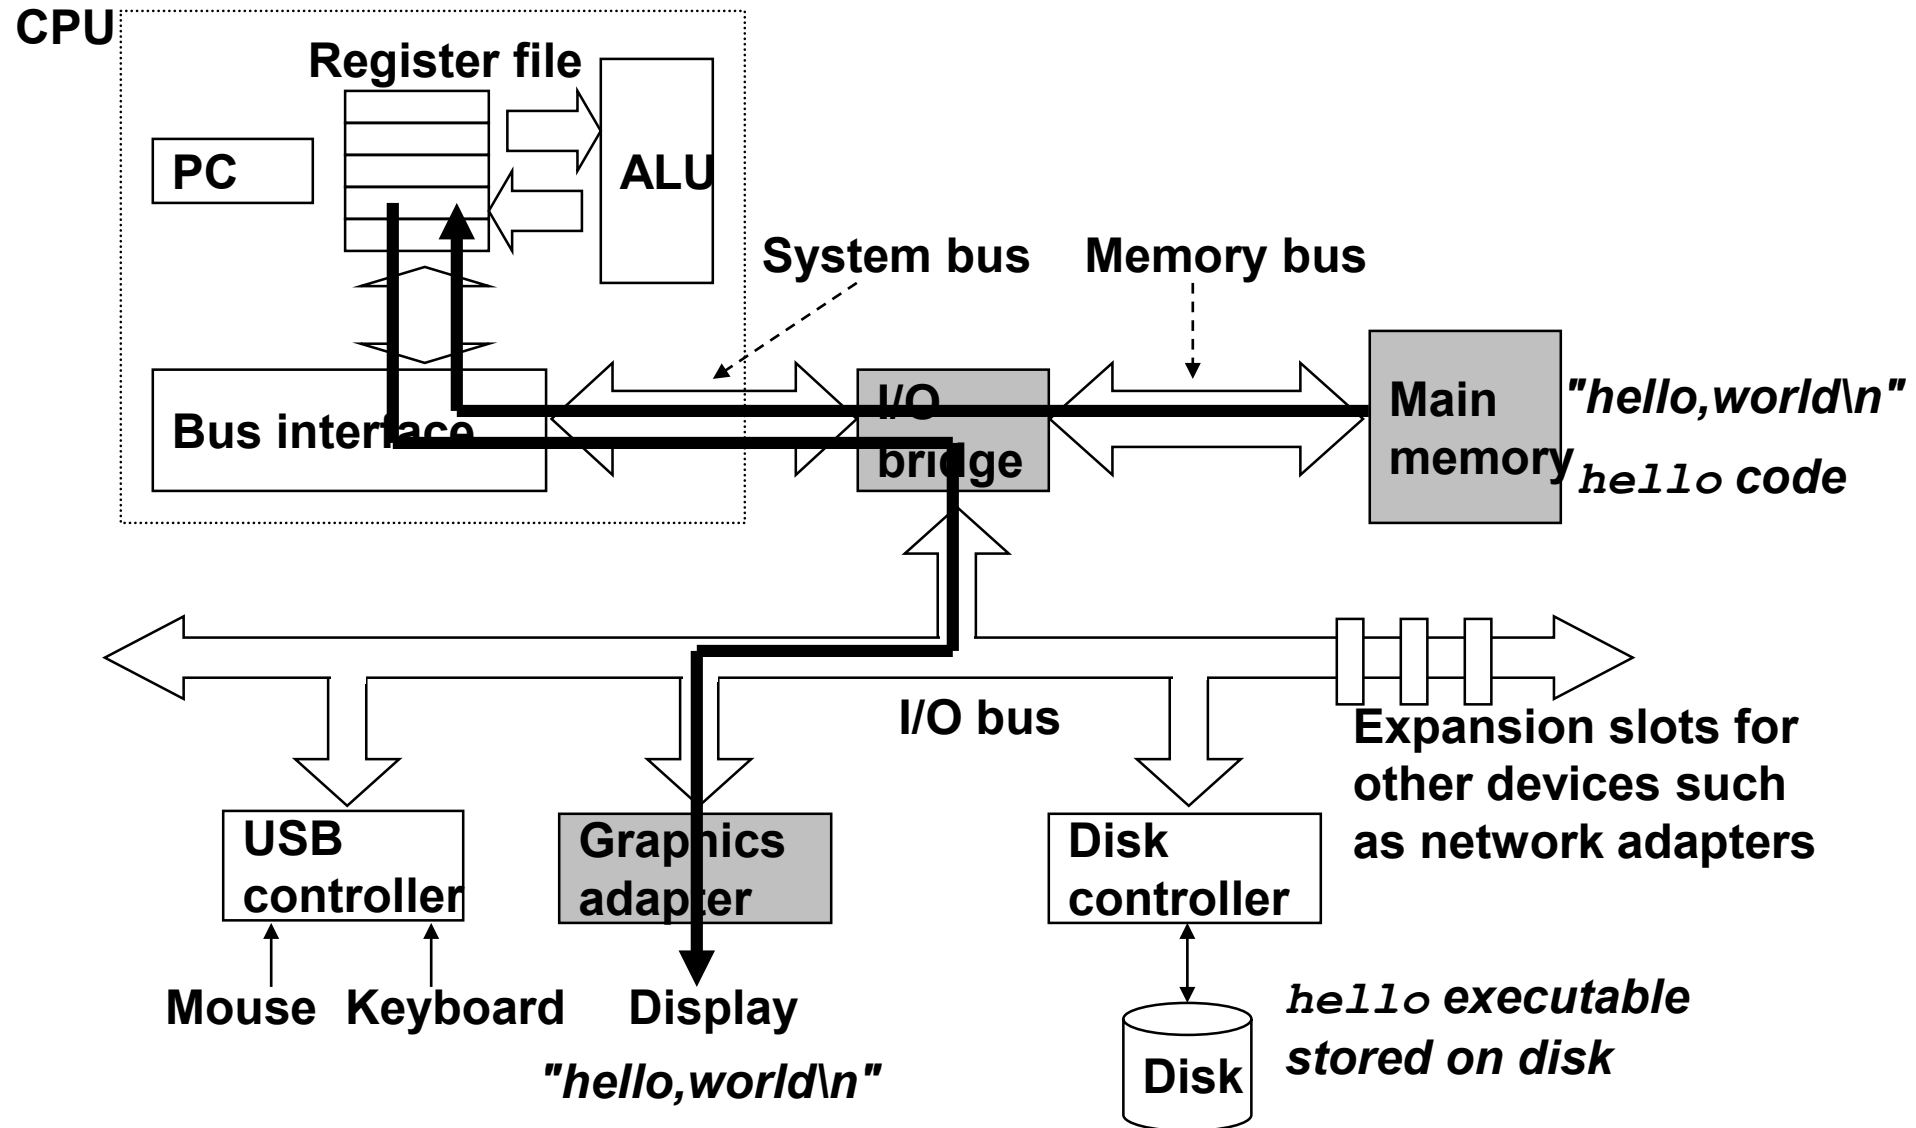 CPU
Register file
PC
ALU
System bus
Memory bus
Bus interface
I/O
bridge
Main
memory
"hello,world\n"
hello code
I/O bus
Expansion slots for
other devices such
as network adapters
USB
controller
Graphics
adapter
Disk
controller
Mouse
Keyboard
Display
"hello,world\n"
Disk
hello executable
stored on disk